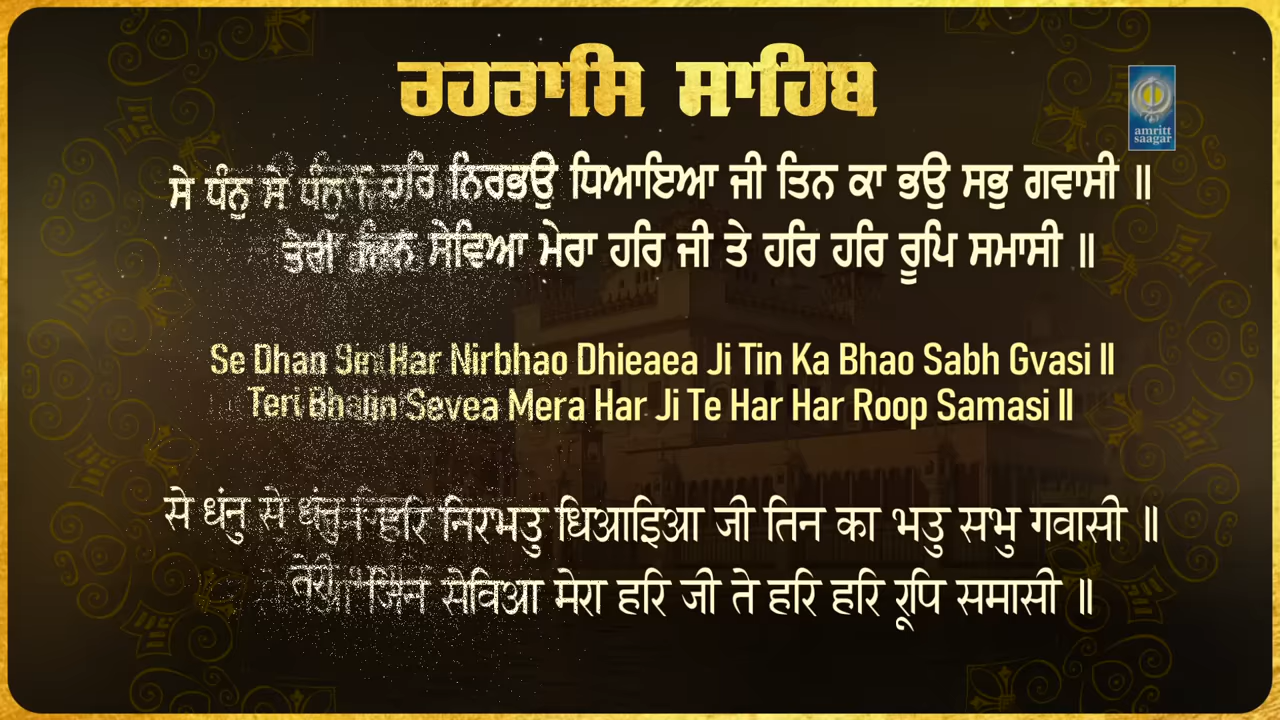 ਰਹਰਾਸਿ ਸਾਹਿਬ
amritt
saagar
ਸੇ ਧੰਨੁ ਸੇ ਧੰਨੁ ਹਰਿ ਨਿਰਭਉ ਧਿਆਇਆ ਜੀ ਤਿਨ ਕਾ ਭਉ ਸਭੁ ਗਵਾਸੀ ॥
ਤੇਰੀ ਜਿਨ ਸੇਵਿਆ ਮੇਰਾ ਹਰਿ ਜੀ ਤੇ ਹਰਿ ਹਰਿ ਰੂਪਿ ਸਮਾਸੀ ॥
Se Dhan Har Nirbhao Dhieaea Ji Tin Ka Bhao Sabh Gvasi ॥
Teri Sevea Mera Har Ji Te Har Har Roop Samasi ॥
से धंनु से धंनु हरि निरभउ धिआइआ जी तिन का भउ सभु गवासी ॥
तेरी जिन सेविआ मेरा हरि जी ते हरि हरि रूपि समासी ॥